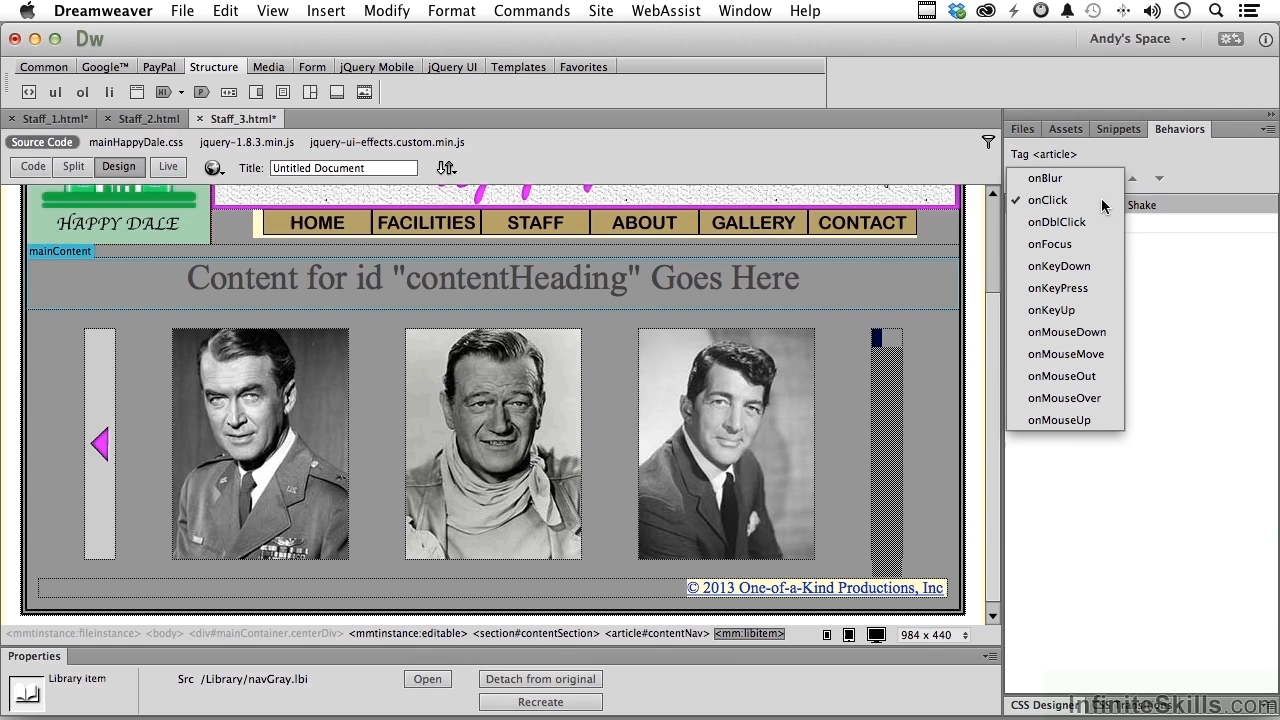 Dreamweaver File Edit View Insert Modify Format Commands Site WebAssist Window Help
Dw Andy's Space
Common Google™ PayPal Structure Media Form jQuery Mobile jQuery UI Templates Favorites
ul ol li H1 P
Staff_1.html* Staff_2.html Staff_3.html*
Source Code mainHappyDale.css jquery-1.8.3.min.js jquery-ui-effects.custom.min.js
Code Split Design Live Title: Untitled Document
HAPPY DALE
HOME FACILITIES STAFF ABOUT GALLERY CONTACT
mainContent
Content for id "contentHeading" Goes Here
© 2013 One-of-a-Kind Productions, Inc
<mmtinstance:fileinstance> <body> <div#mainContainer.centerDiv> <mmtinstance:editable> <section#contentSection> <article#contentNav> <mm:libitem> 984 x 440
Properties
Library item Src /Library/navGray.lbi Open Detach from original
Recreate
Files Assets Snippets Behaviors
Tag <article>
onBlur
onClick Shake
onDblClick
onFocus
onKeyDown
onKeyPress
onKeyUp
onMouseDown
onMouseMove
onMouseOut
onMouseOver
onMouseUp
CSS Designer CSS Transitions
InfiniteSkills.com